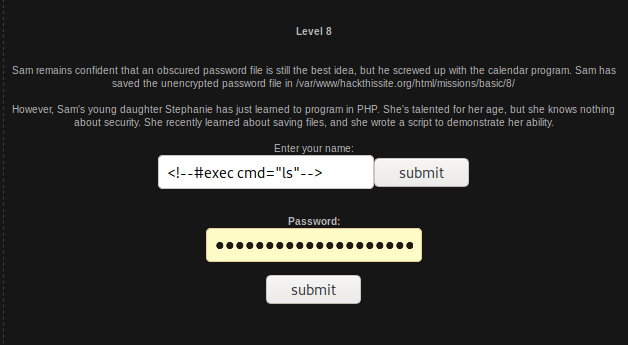 Level 8
Sam remains confident that an obscured password file is still the best idea, but he screwed up with the calendar program. Sam has
saved the unencrypted password file in /var/www/hackthissite.org/html/missions/basic/8/
However, Sam's young daughter Stephanie has just learned to program in PHP. She's talented for her age, but she knows nothing
about security. She recently learned about saving files, and she wrote a script to demonstrate her ability.
Enter your name:
<!--#exec cmd="ls"--> submit
Password:
submit